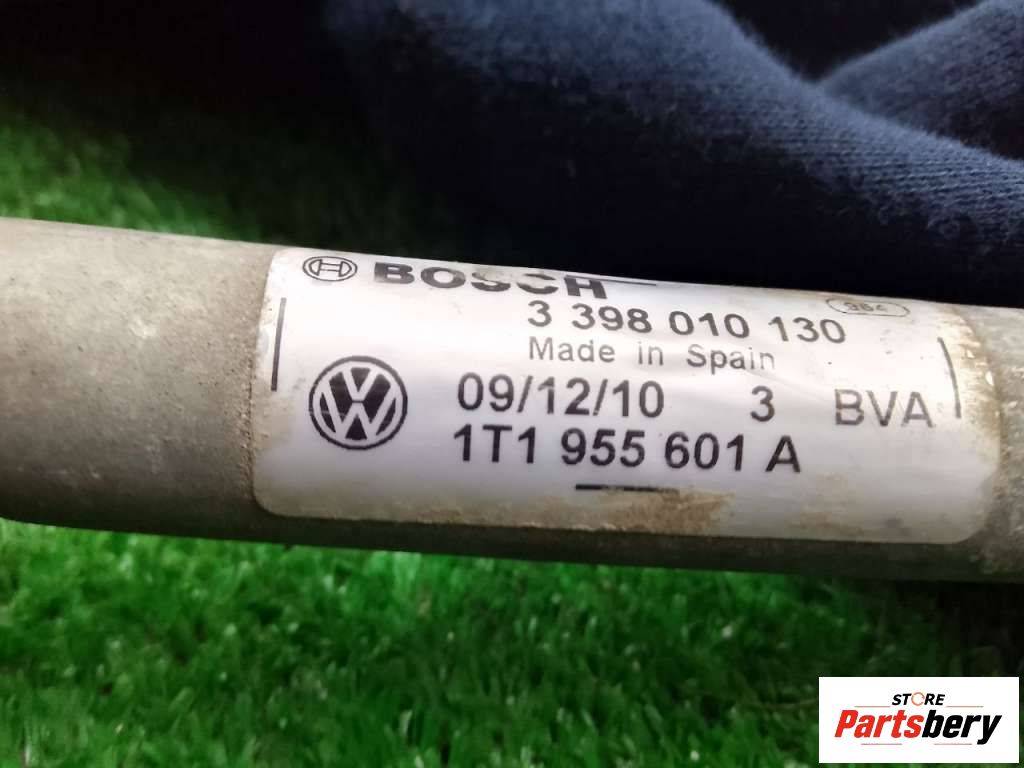 BOSCH
3 398 010 130
Made in Spain
09/12/10 3 BVA
1T1 955 601 A
STORE
Partsbery